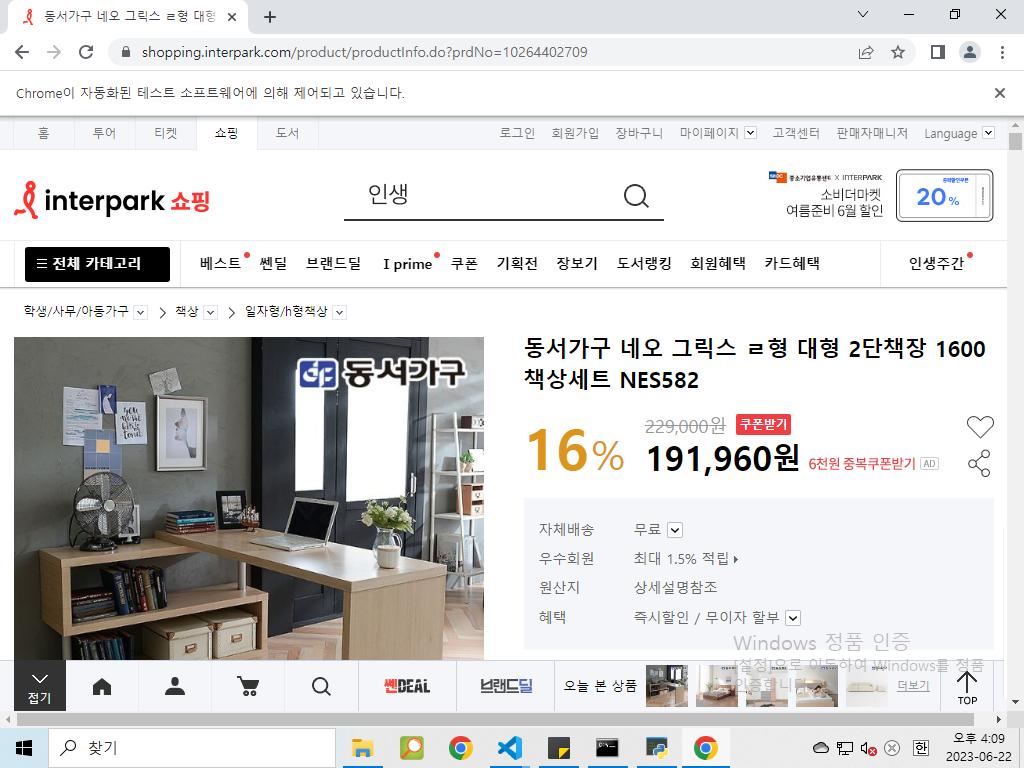 동서가구 네오 그릭스 ㄹ형 대형
shopping.interpark.com/product/productInfo.do?prdNo=10264402709
Chrome이 자동화된 테스트 소프트웨어에 의해 제어되고 있습니다.
홈 투어 티켓 쇼핑 도서 로그인 회원가입 장바구니 마이페이지 고객센터 판매자매니저 Language
interpark 쇼핑
인생
중소기업유통센터 X INTERPARK
소비더마켓
여름준비 6월 할인
20%
전체 카테고리 베스트 쎈딜 브랜드딜 I prime 쿠폰 기획전 장보기 도서랭킹 회원혜택 카드혜택 인생주간
학생/사무/아동가구 책상 일자형/h형책상
동서가구
동서가구 네오 그릭스 ㄹ형 대형 2단책장 1600
책상세트 NES582
16% 229,000원 쿠폰받기
191,960원 6천원 중복쿠폰받기 AD
자체배송 무료
우수회원 최대 1.5% 적립
원산지 상세설명참조
혜택 즉시할인 / 무이자 할부
Windows 정품 인증
[설정]으로 이동하여 Windows를 정품
인증합니다.
접기 쎈DEAL 브랜드딜 오늘 본 상품 더보기 TOP
찾기
한
오후 4:09
2023-06-22